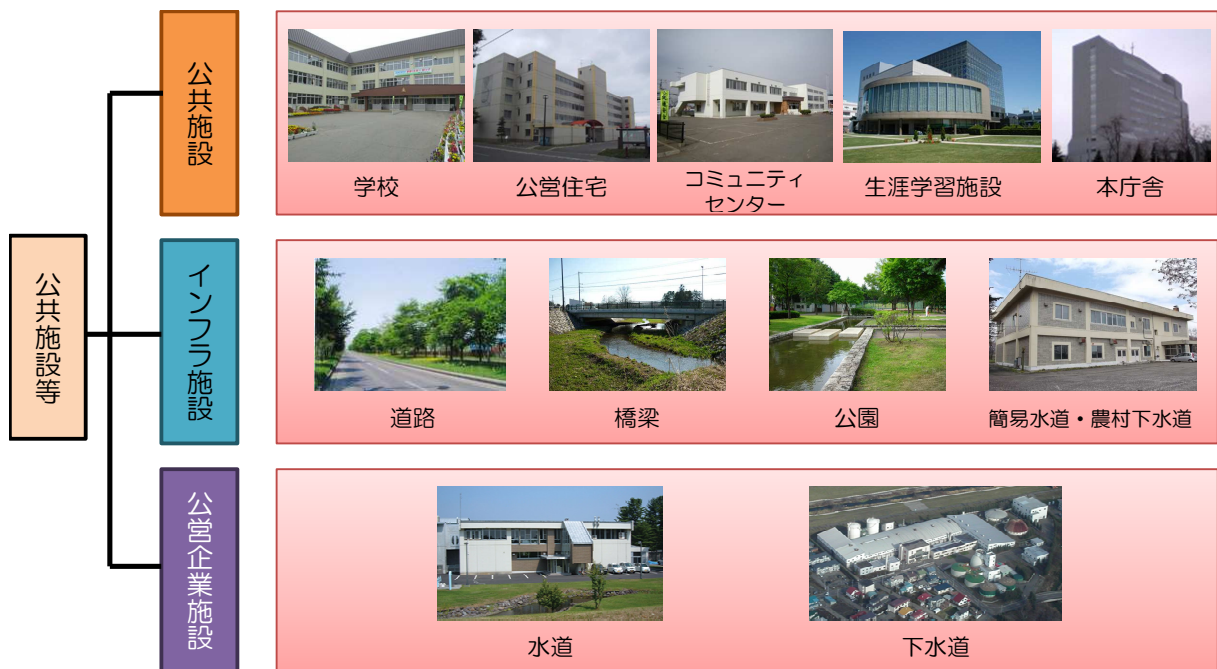 公共施設等
公共施設
学校
公営住宅
コミュニティ
センター
生涯学習施設
本庁舎
インフラ施設
道路
橋梁
公園
簡易水道・農村下水道
公営企業施設
水道
下水道